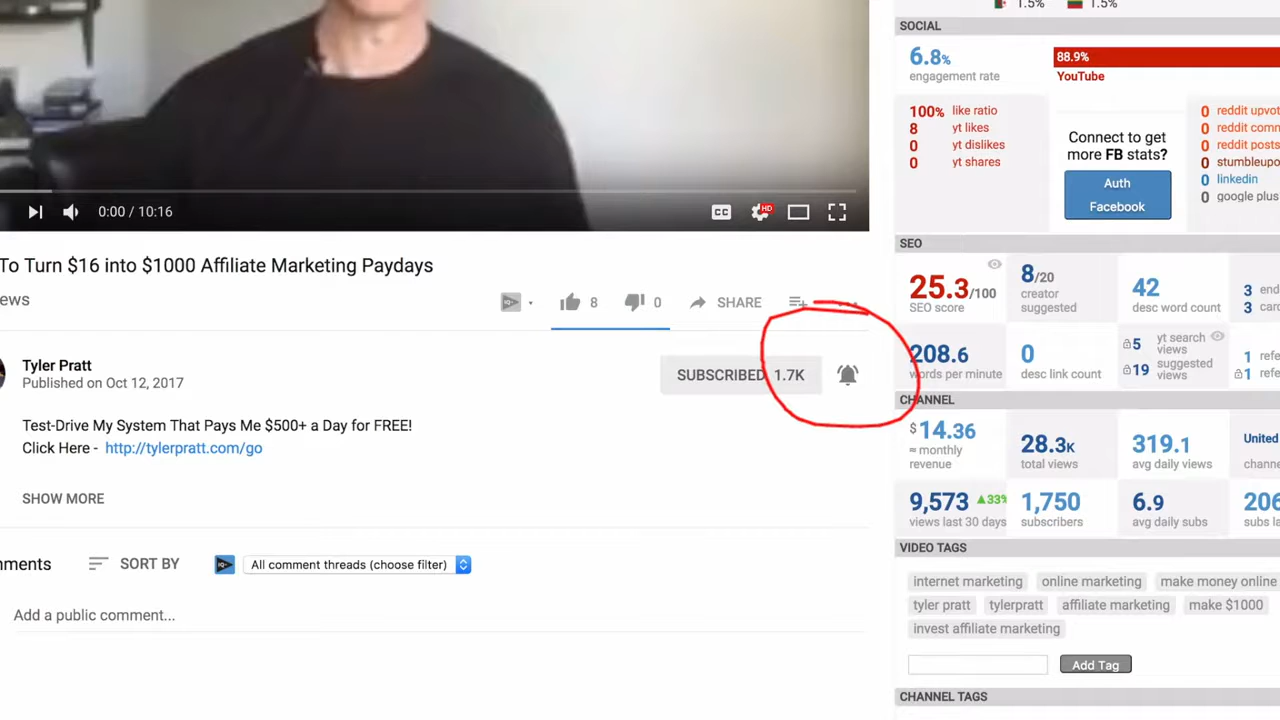 1.5% 1.5%
SOCIAL
6.8%
engagement rate
88.9%
YouTube
100% like ratio
8 yt likes
0 yt dislikes
0 yt shares
Connect to get
more FB stats?
Auth
Facebook
0 reddit upvot
0 reddit comm
0 reddit posts
0 stumbleupo
0 linkedin
0 google plus
0:00 / 10:16
CC
HD
To Turn $16 into $1000 Affiliate Marketing Paydays
ews
8 0 SHARE
Tyler Pratt
Published on Oct 12, 2017
SUBSCRIBED 1.7K
Test-Drive My System That Pays Me $500+ a Day for FREE!
Click Here - http://tylerpratt.com/go
SHOW MORE
mments SORT BY All comment threads (choose filter)
Add a public comment...
SEO
25.3/100
SEO score
8/20
creator
suggested
42
desc word count
3 end
3 card
208.6
words per minute
0
desc link count
5 yt search
views
19 suggested
views
1 refe
1 refe
CHANNEL
$14.36
≈ monthly
revenue
28.3K
total views
319.1
avg daily views
United
channe
9,573 ▲33%
views last 30 days
1,750
subscribers
6.9
avg daily subs
206
subs la
VIDEO TAGS
internet marketing online marketing make money online
tyler pratt tylerpratt affiliate marketing make $1000
invest affiliate marketing
Add Tag
CHANNEL TAGS